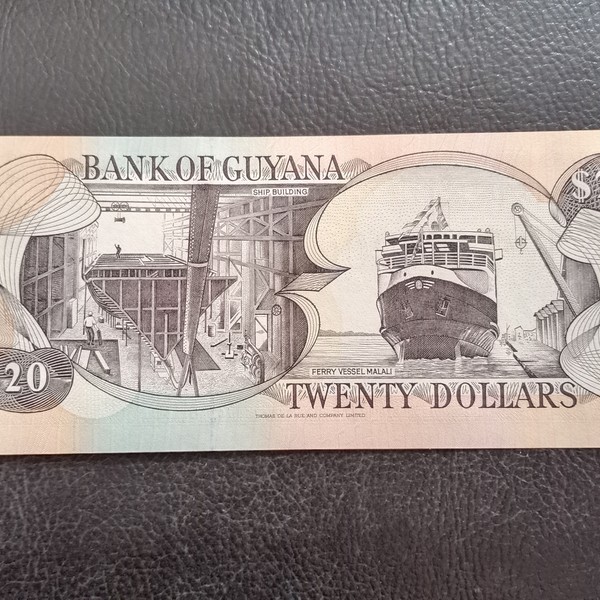 BANK OF GUYANA
SHIP BUILDING
$
20
FERRY VESSEL MALALI
TWENTY DOLLARS
THOMAS DE LA RUE AND COMPANY LIMITED